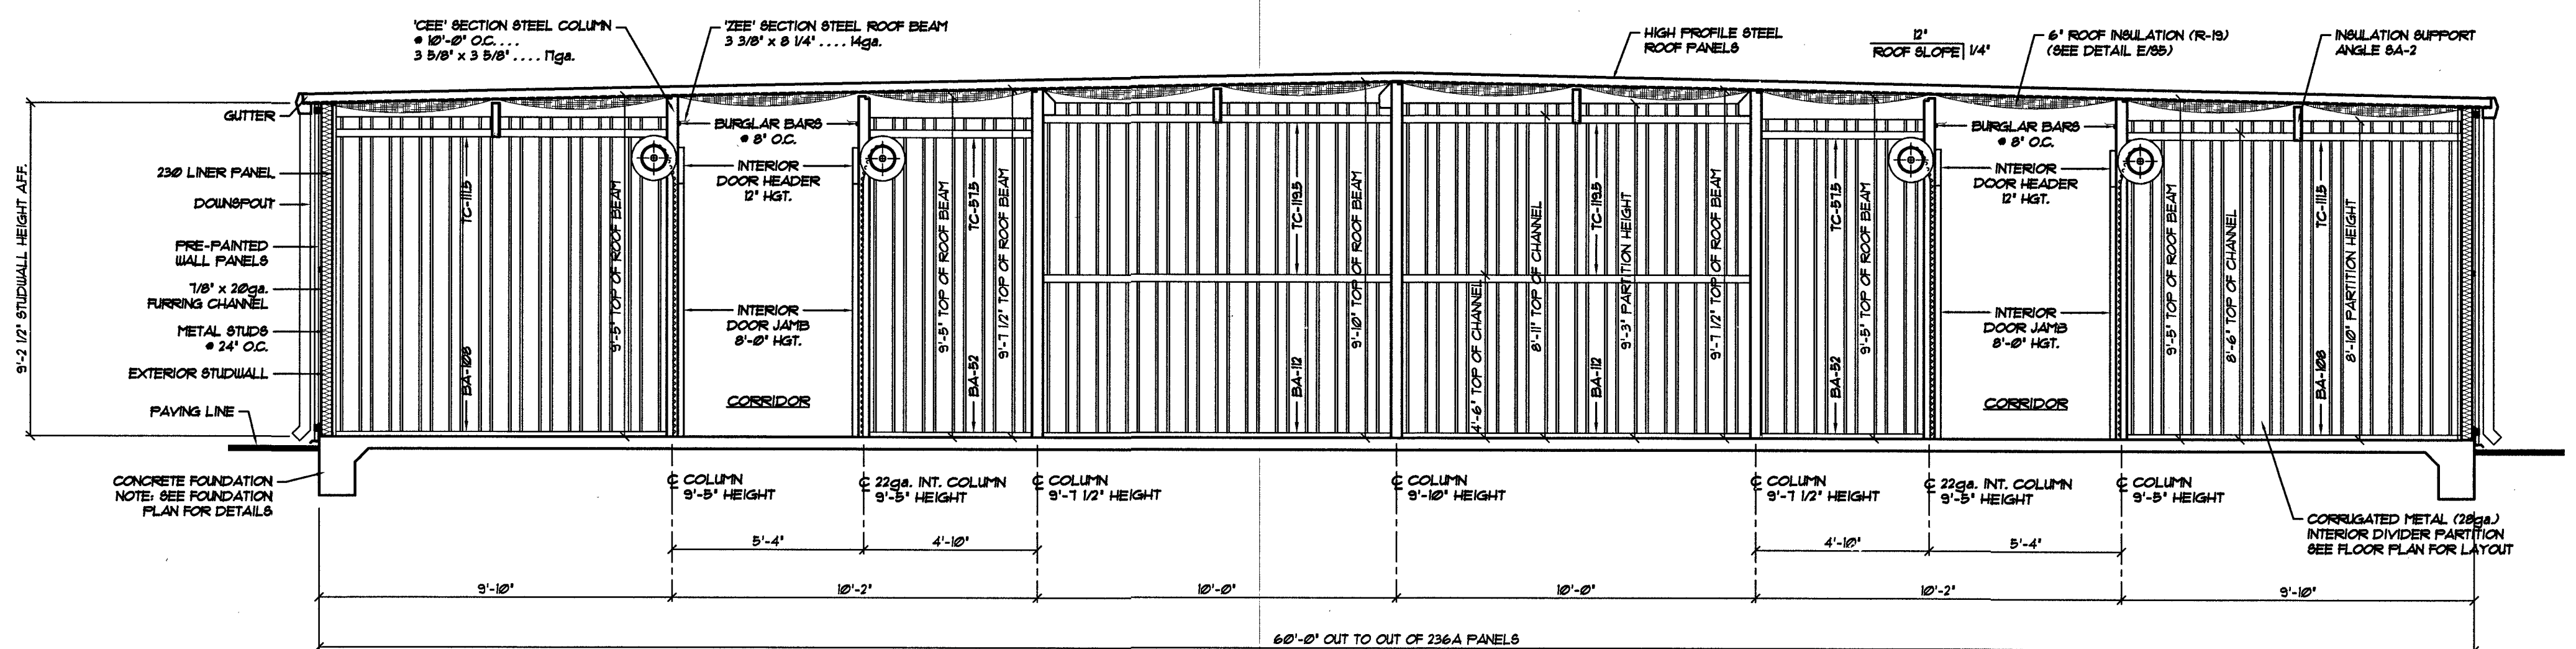 'CEE' SECTION STEEL COLUMN
@ 10'-0" O.C. . . .
3 5/8" x 3 5/8" . . . . 17ga.
'ZEE' SECTION STEEL ROOF BEAM
3 3/8" x 8 1/4" . . . . 14ga.
HIGH PROFILE STEEL
ROOF PANELS
12"
ROOF SLOPE 1/4"
6" ROOF INSULATION (R-19)
(SEE DETAIL E/S5)
INSULATION SUPPORT
ANGLE SA-2
9'-2 1/2" STUDWALL HEIGHT AFF.
GUTTER
230 LINER PANEL
DOWNSPOUT
PRE-PAINTED
WALL PANELS
7/8" x 20ga.
FURRING CHANNEL
METAL STUDS
@ 24" O.C.
EXTERIOR STUDWALL
PAVING LINE
CONCRETE FOUNDATION
NOTE: SEE FOUNDATION
PLAN FOR DETAILS
TC-111.5
BA-108
9'-5" TOP OF ROOF BEAM
BURGLAR BARS
@ 8" O.C.
INTERIOR
DOOR HEADER
12" HGT.
INTERIOR
DOOR JAMB
8'-0" HGT.
CORRIDOR
9'-5" TOP OF ROOF BEAM
TC-57.5
BA-52
9'-7 1/2" TOP OF ROOF BEAM
TC-119.5
BA-112
9'-10" TOP OF ROOF BEAM
4'-6" TOP OF CHANNEL
8'-11" TOP OF CHANNEL
TC-119.5
BA-112
9'-3" PARTITION HEIGHT
9'-7 1/2" TOP OF ROOF BEAM
TC-57.5
BA-52
9'-5" TOP OF ROOF BEAM
BURGLAR BARS
@ 8" O.C.
INTERIOR
DOOR HEADER
12" HGT.
INTERIOR
DOOR JAMB
8'-0" HGT.
CORRIDOR
9'-5" TOP OF ROOF BEAM
8'-6" TOP OF CHANNEL
TC-111.5
BA-108
8'-10" PARTITION HEIGHT
℄ COLUMN
9'-5" HEIGHT
℄ 22ga. INT. COLUMN
9'-5" HEIGHT
℄ COLUMN
9'-7 1/2" HEIGHT
℄ COLUMN
9'-10" HEIGHT
℄ COLUMN
9'-7 1/2" HEIGHT
℄ 22ga. INT. COLUMN
9'-5" HEIGHT
℄ COLUMN
9'-5" HEIGHT
CORRUGATED METAL (28ga.)
INTERIOR DIVIDER PARTITION
SEE FLOOR PLAN FOR LAYOUT
5'-4"
4'-10"
4'-10"
5'-4"
9'-10"
10'-2"
10'-0"
10'-0"
10'-2"
9'-10"
60'-0" OUT TO OUT OF 236A PANELS